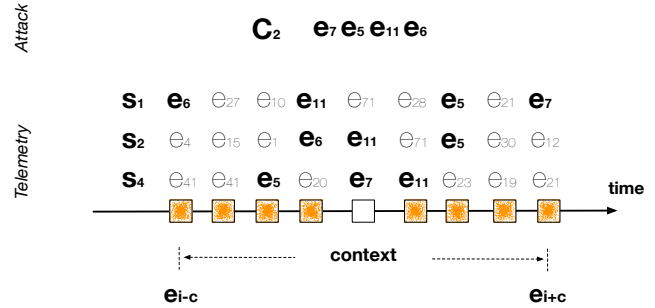 Attack
C2 e7 e5 e11 e6
Telemetry
s1 e6 e27 e10 e11 e71 e28 e5 e21 e7
s2 e4 e15 e1 e6 e11 e71 e5 e30 e12
s4 e41 e41 e5 e20 e7 e11 e23 e19 e21
time
context
ei-c ei+c